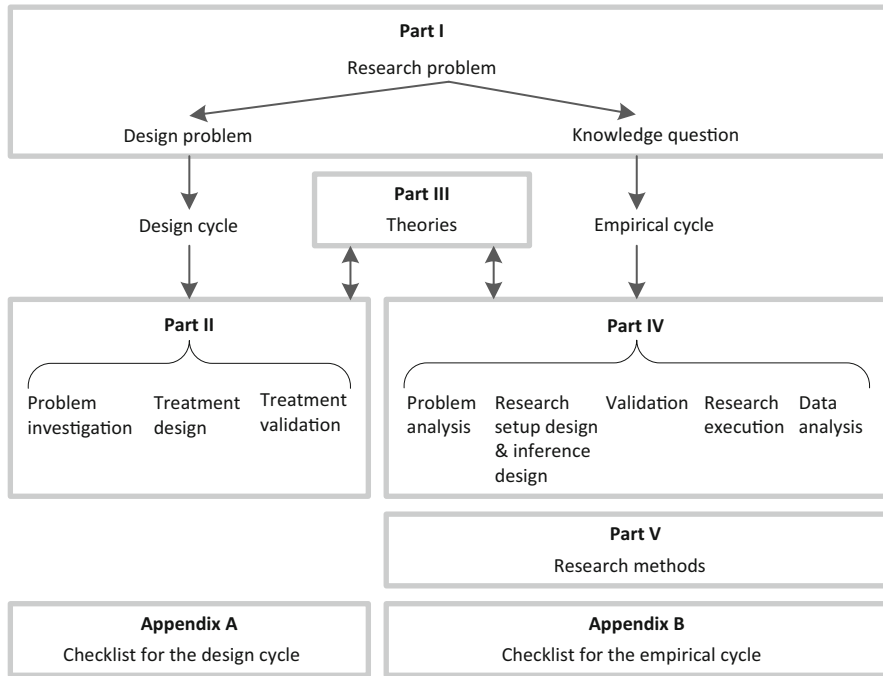 Part I
Research problem
Design problem
Knowledge question
Part III
Theories
Design cycle
Empirical cycle
Part II
Problem
investigation
Treatment
design
Treatment
validation
Part IV
Problem
analysis
Research
setup design
& inference
design
Validation
Research
execution
Data
analysis
Part V
Research methods
Appendix A
Checklist for the design cycle
Appendix B
Checklist for the empirical cycle